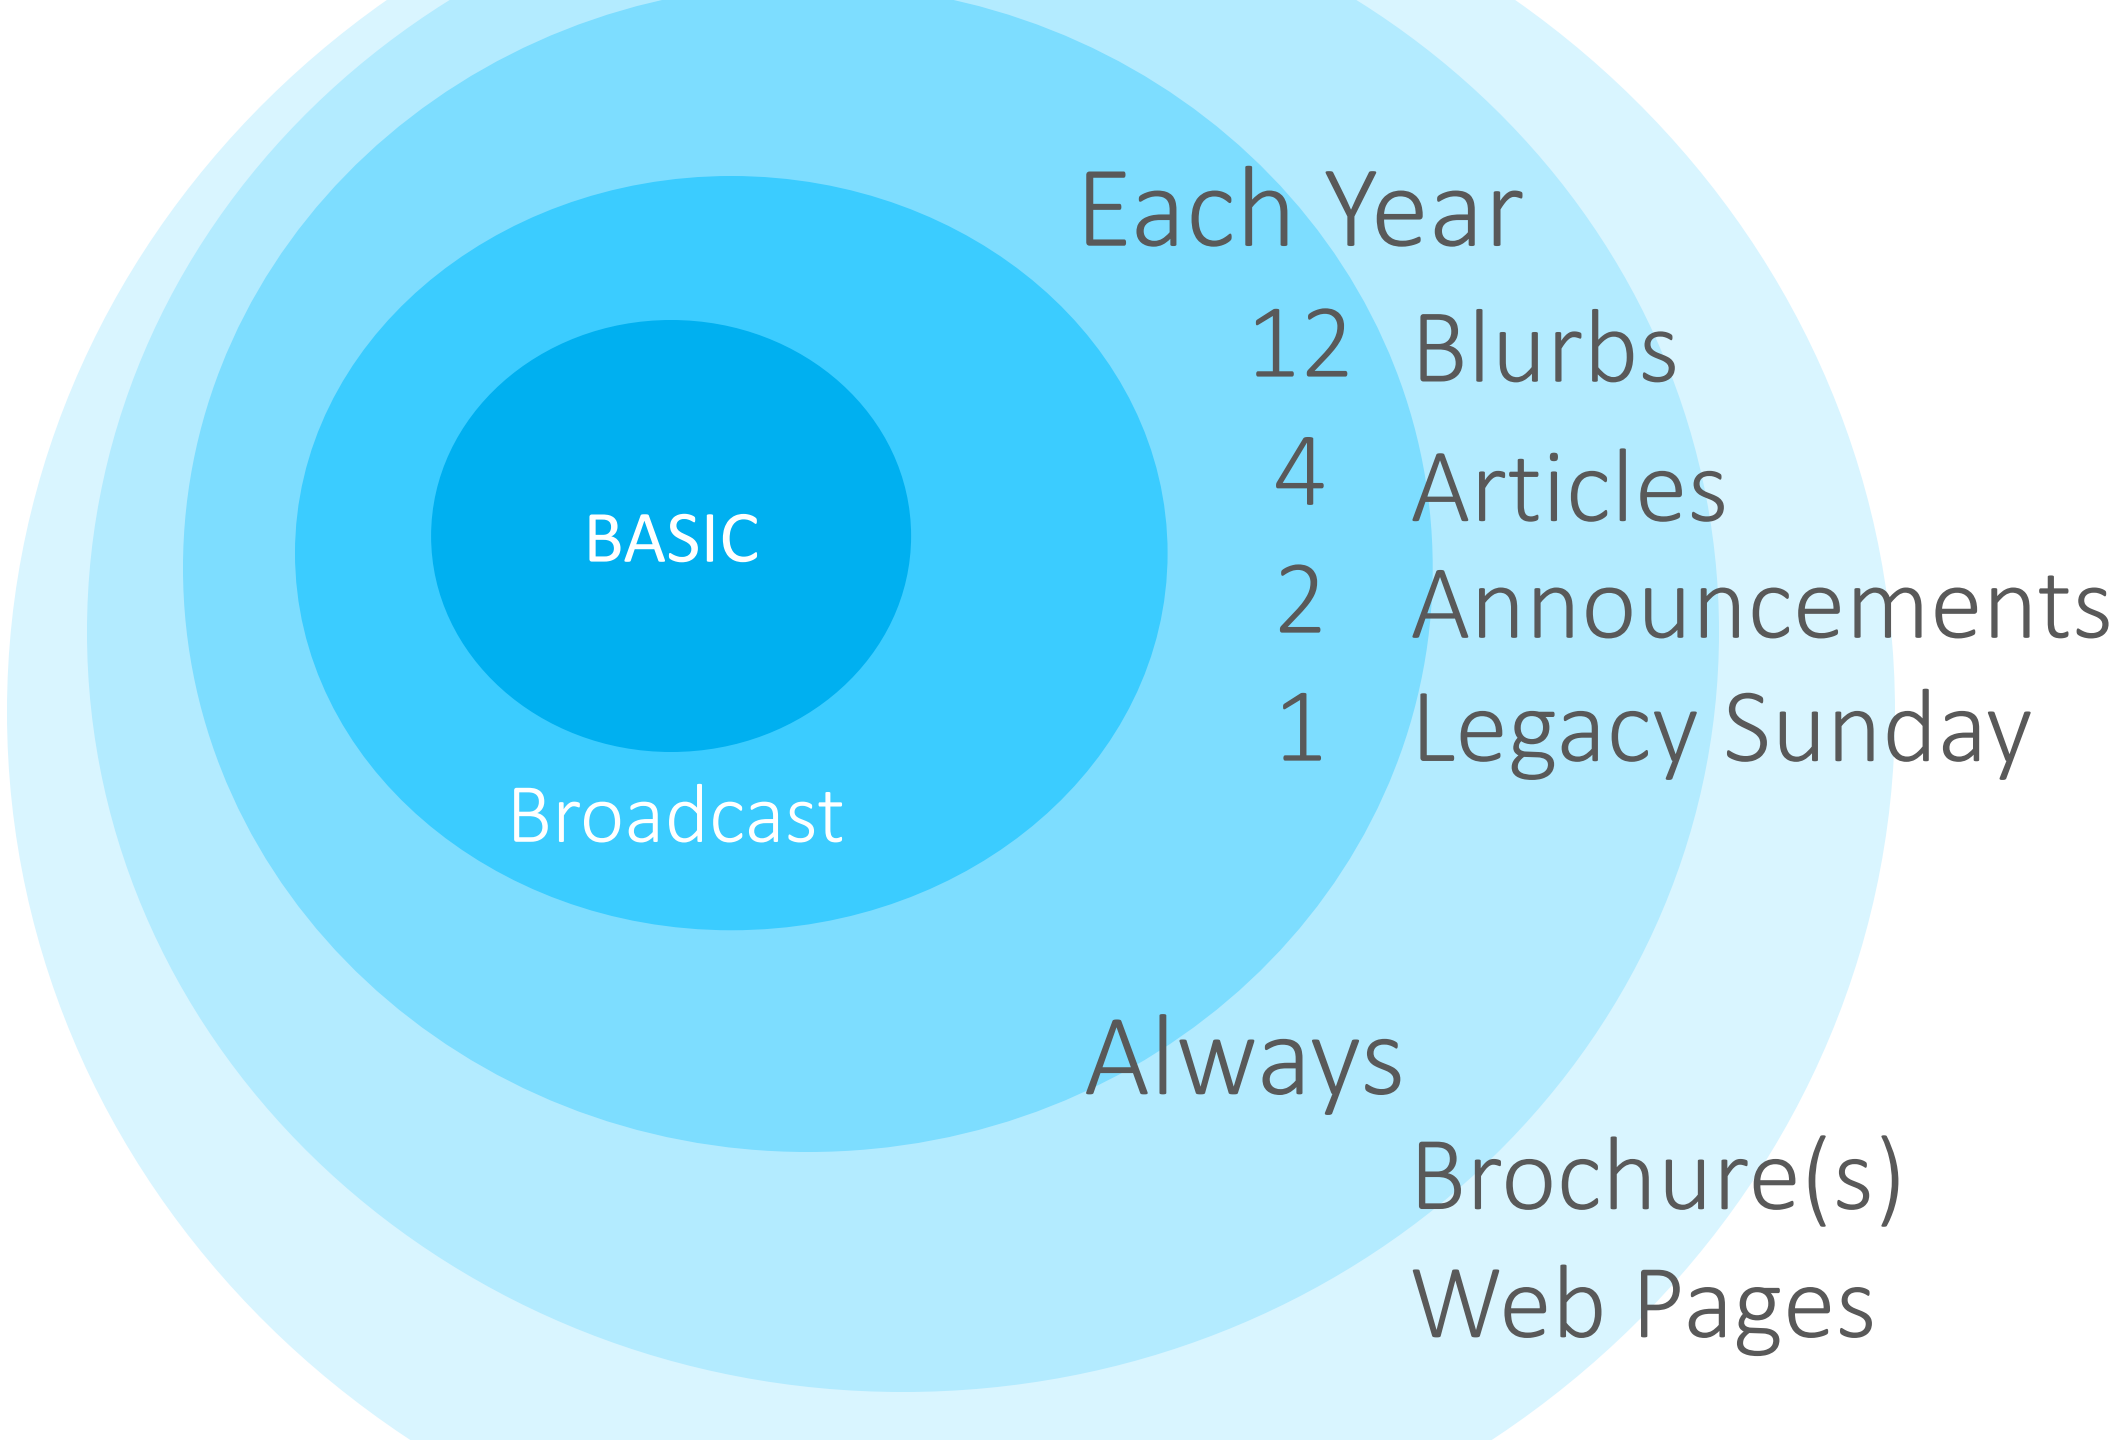 Each Year
12 Blurbs
4 Articles
2 Announcements
1 Legacy Sunday
BASIC
Broadcast
Always
Brochure(s)
Web Pages